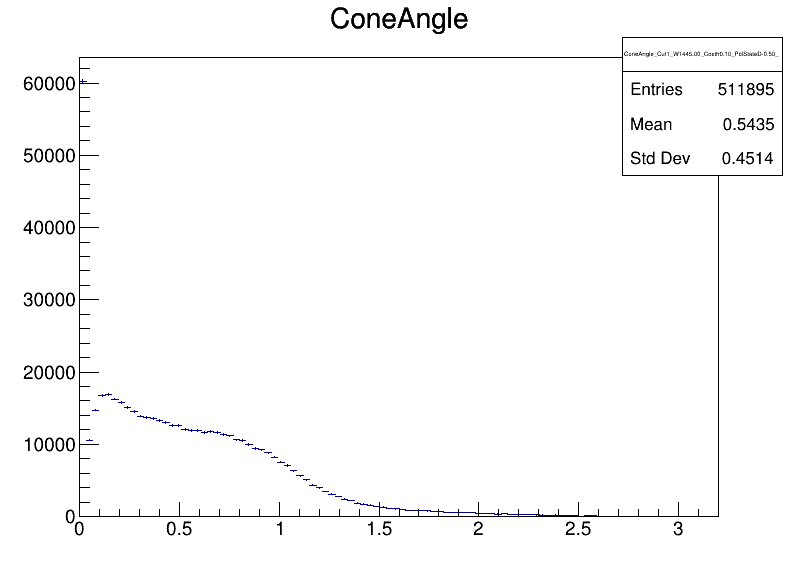 ConeAngle
ConeAngle_Cut1_W1445.00_Costh0.10_PolStateD-0.50_
Entries 511895
Mean 0.5435
Std Dev 0.4514
60000
50000
40000
30000
20000
10000
0
0 0.5 1 1.5 2 2.5 3